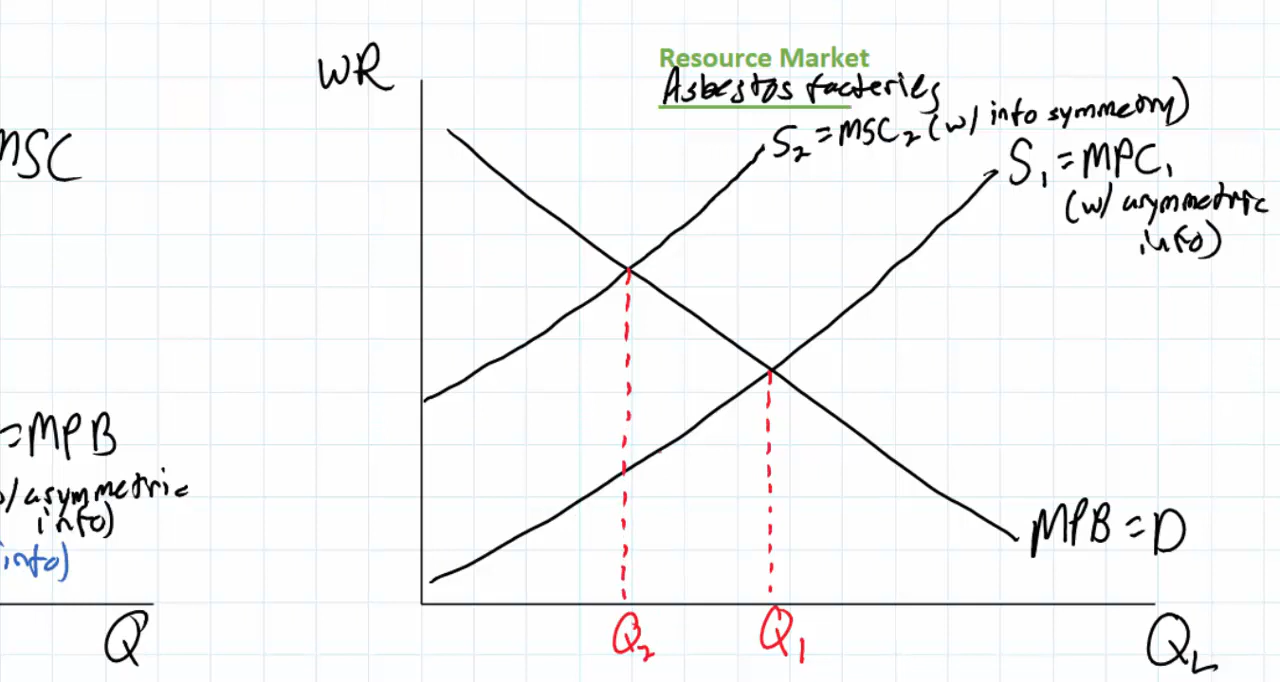 Resource Market
Asbestos facteries
WR
S2 = MSC2 (w/ info symmetry)
S1 = MPC1
(w/ asymmetric
info)
MSC
=MPB
w/asymmetric
info)
info)
MPB = D
Q
Q2
Q1
QL